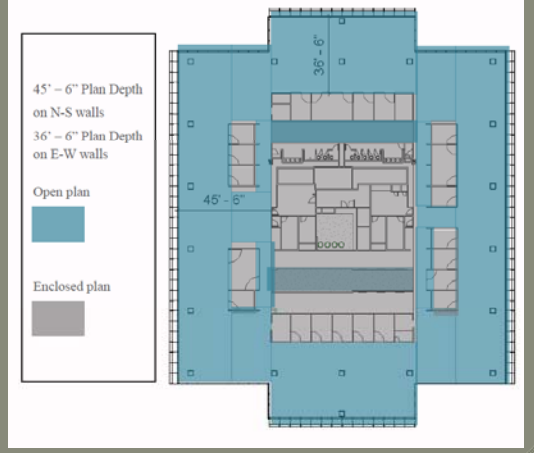 45' – 6" Plan Depth
on N-S walls
36' – 6" Plan Depth
on E-W walls
Open plan
Enclosed plan
36' - 6"
45' - 6"